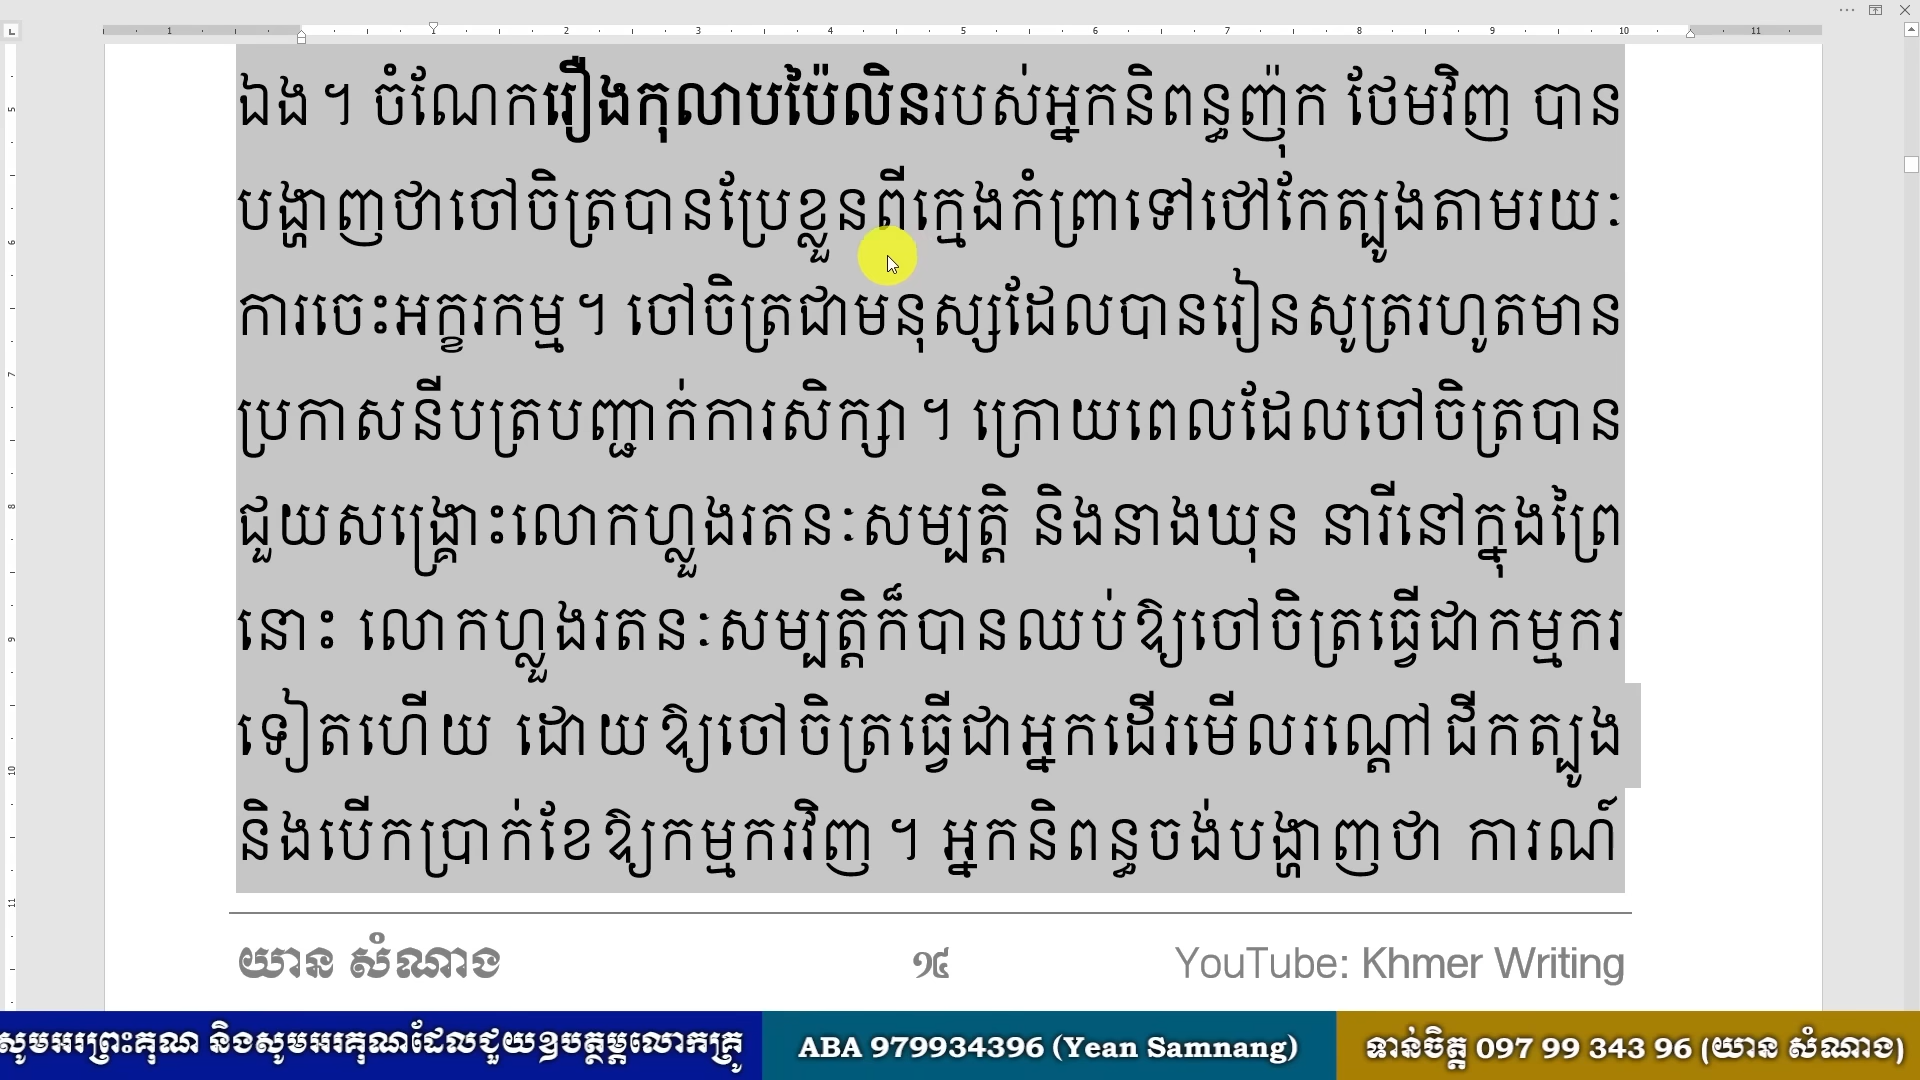 ឯង។ ចំណែករឿងកុលាបប៉ៃលិនរបស់អ្នកនិពន្ធញ៉ុក ថែមវិញ បាន
បង្ហាញថាចៅចិត្របានប្រែខ្លួនពីក្មេងកំព្រាទៅថៅកែត្បូងតាមរយៈ
ការចេះអក្ខរកម្ម។ ចៅចិត្រជាមនុស្សដែលបានរៀនសូត្ររហូតមាន
ប្រកាសនីបត្របញ្ជាក់ការសិក្សា។ ក្រោយពេលដែលចៅចិត្របាន
ជួយសង្គ្រោះលោកហ្លួងរតនៈសម្បត្តិ និងនាងឃុន នារីនៅក្នុងព្រៃ
នោះ លោកហ្លួងរតនៈសម្បត្តិក៏បានឈប់ឱ្យចៅចិត្រធ្វើជាកម្មករ
ទៀតហើយ ដោយឱ្យចៅចិត្រធ្វើជាអ្នកដើរមើលរណ្តៅជីកត្បូង
និងបើកប្រាក់ខែឱ្យកម្មករវិញ។ អ្នកនិពន្ធចង់បង្ហាញថា ការណ៍
យាន សំណាង ១៤ YouTube: Khmer Writing
សូមអរព្រះគុណ និងសូមអរគុណដែលជួយឧបត្ថម្ភលោកគ្រូ ABA 979934396 (Yean Samnang) ទាន់ចិត្ត 097 99 343 96 (យាន សំណាង)